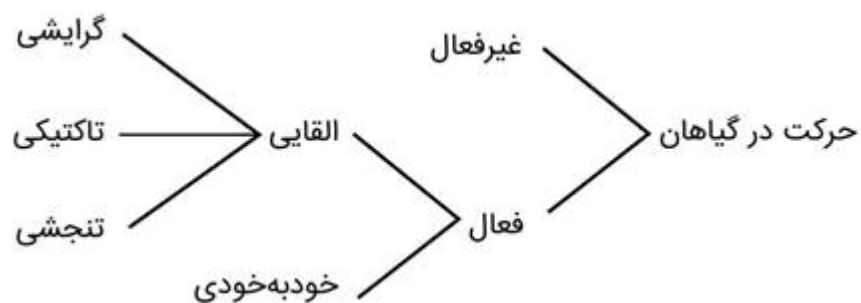 حرکت در گیاهان
غیرفعال
فعال
القایی
خودبه‌خودی
گرایشی
تاکتیکی
تنجشی